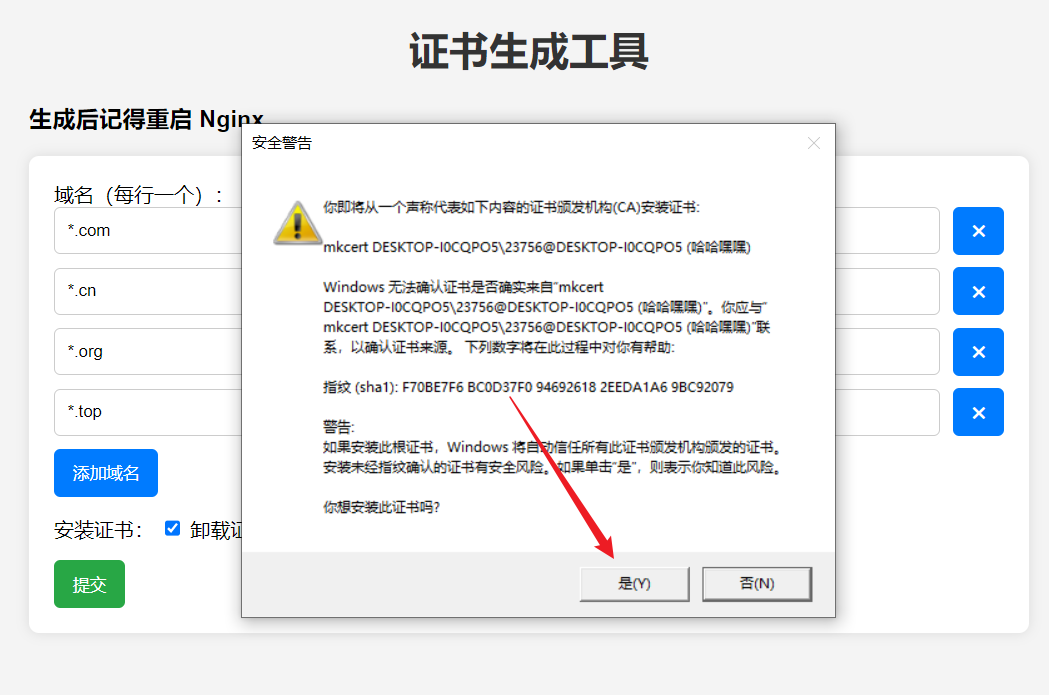 证书生成工具
生成后记得重启 Nginx
安全警告
域名（每行一个）：
*.com
*.cn
*.org
*.top
添加域名
安装证书：
卸载证
提交
你即将从一个声称代表如下内容的证书颁发机构(CA)安装证书:
mkcert DESKTOP-I0CQPO5\23756@DESKTOP-I0CQPO5 (哈哈嘿嘿)
Windows 无法确认证书是否确实来自"mkcert
DESKTOP-I0CQPO5\23756@DESKTOP-I0CQPO5 (哈哈嘿嘿)"。你应与"
mkcert DESKTOP-I0CQPO5\23756@DESKTOP-I0CQPO5 (哈哈嘿嘿)"联
系，以确认证书来源。 下列数字将在此过程中对你有帮助:
指纹 (sha1): F70BE7F6 BC0D37F0 94692618 2EEDA1A6 9BC92079
警告:
如果安装此根证书，Windows 将自动信任所有此证书颁发机构颁发的证书。
安装未经指纹确认的证书有安全风险。如果单击"是"，则表示你知道此风险。
你想安装此证书吗?
是(Y)
否(N)